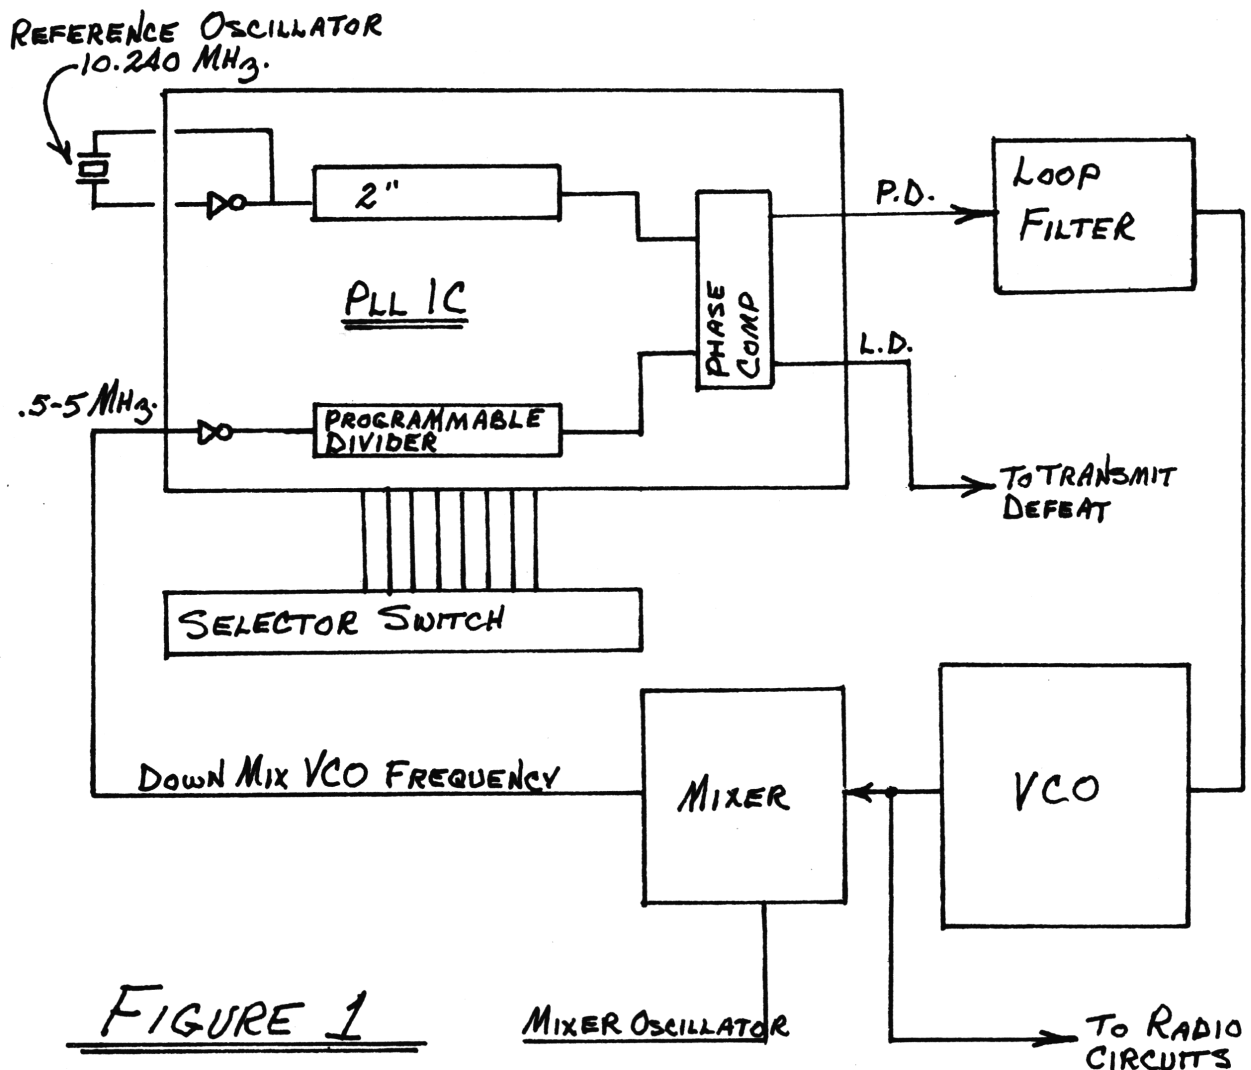 REFERENCE OSCILLATOR
10.240 MHz.
2"
P.D.
LOOP
FILTER
PLL IC
PHASE
COMP
L.D.
.5-5 MHz.
PROGRAMMABLE
DIVIDER
TO TRANSMIT
DEFEAT
SELECTOR SWITCH
DOWN MIX VCO FREQUENCY
MIXER
VCO
FIGURE 1
MIXER OSCILLATOR
TO RADIO
CIRCUITS